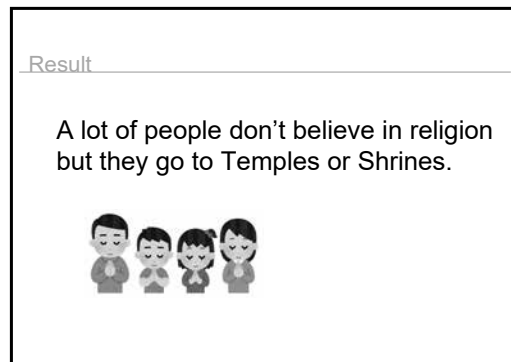 Result
A lot of people don’t believe in religion
but they go to Temples or Shrines.